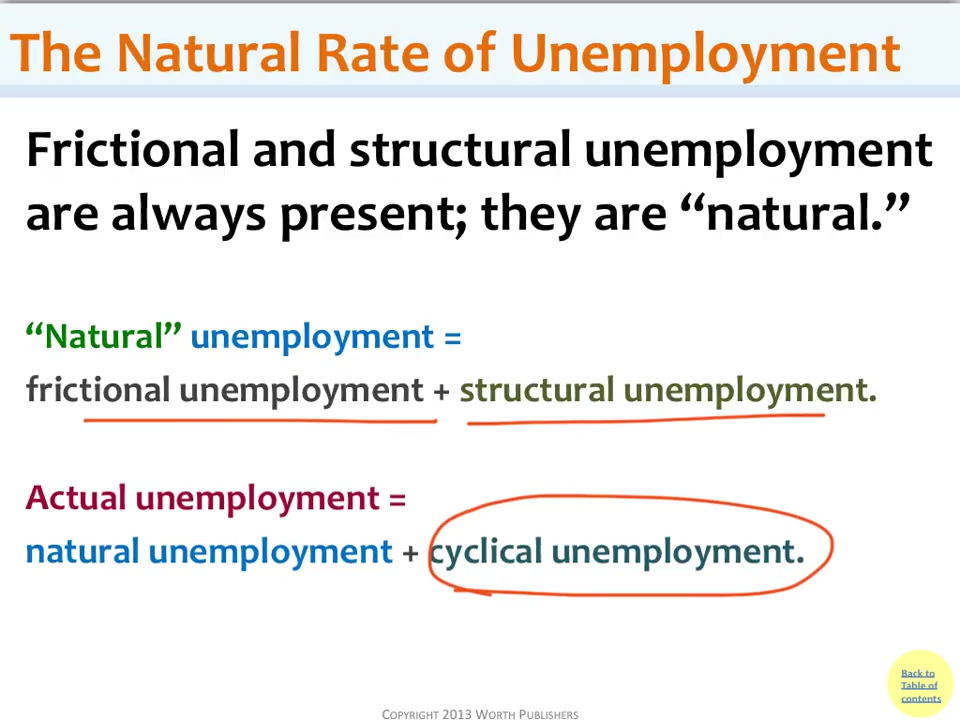 The Natural Rate of Unemployment
Frictional and structural unemployment
are always present; they are “natural.”
“Natural” unemployment =
frictional unemployment + structural unemployment.
Actual unemployment =
natural unemployment + cyclical unemployment.
Back to
Table of
contents
COPYRIGHT 2013 WORTH PUBLISHERS